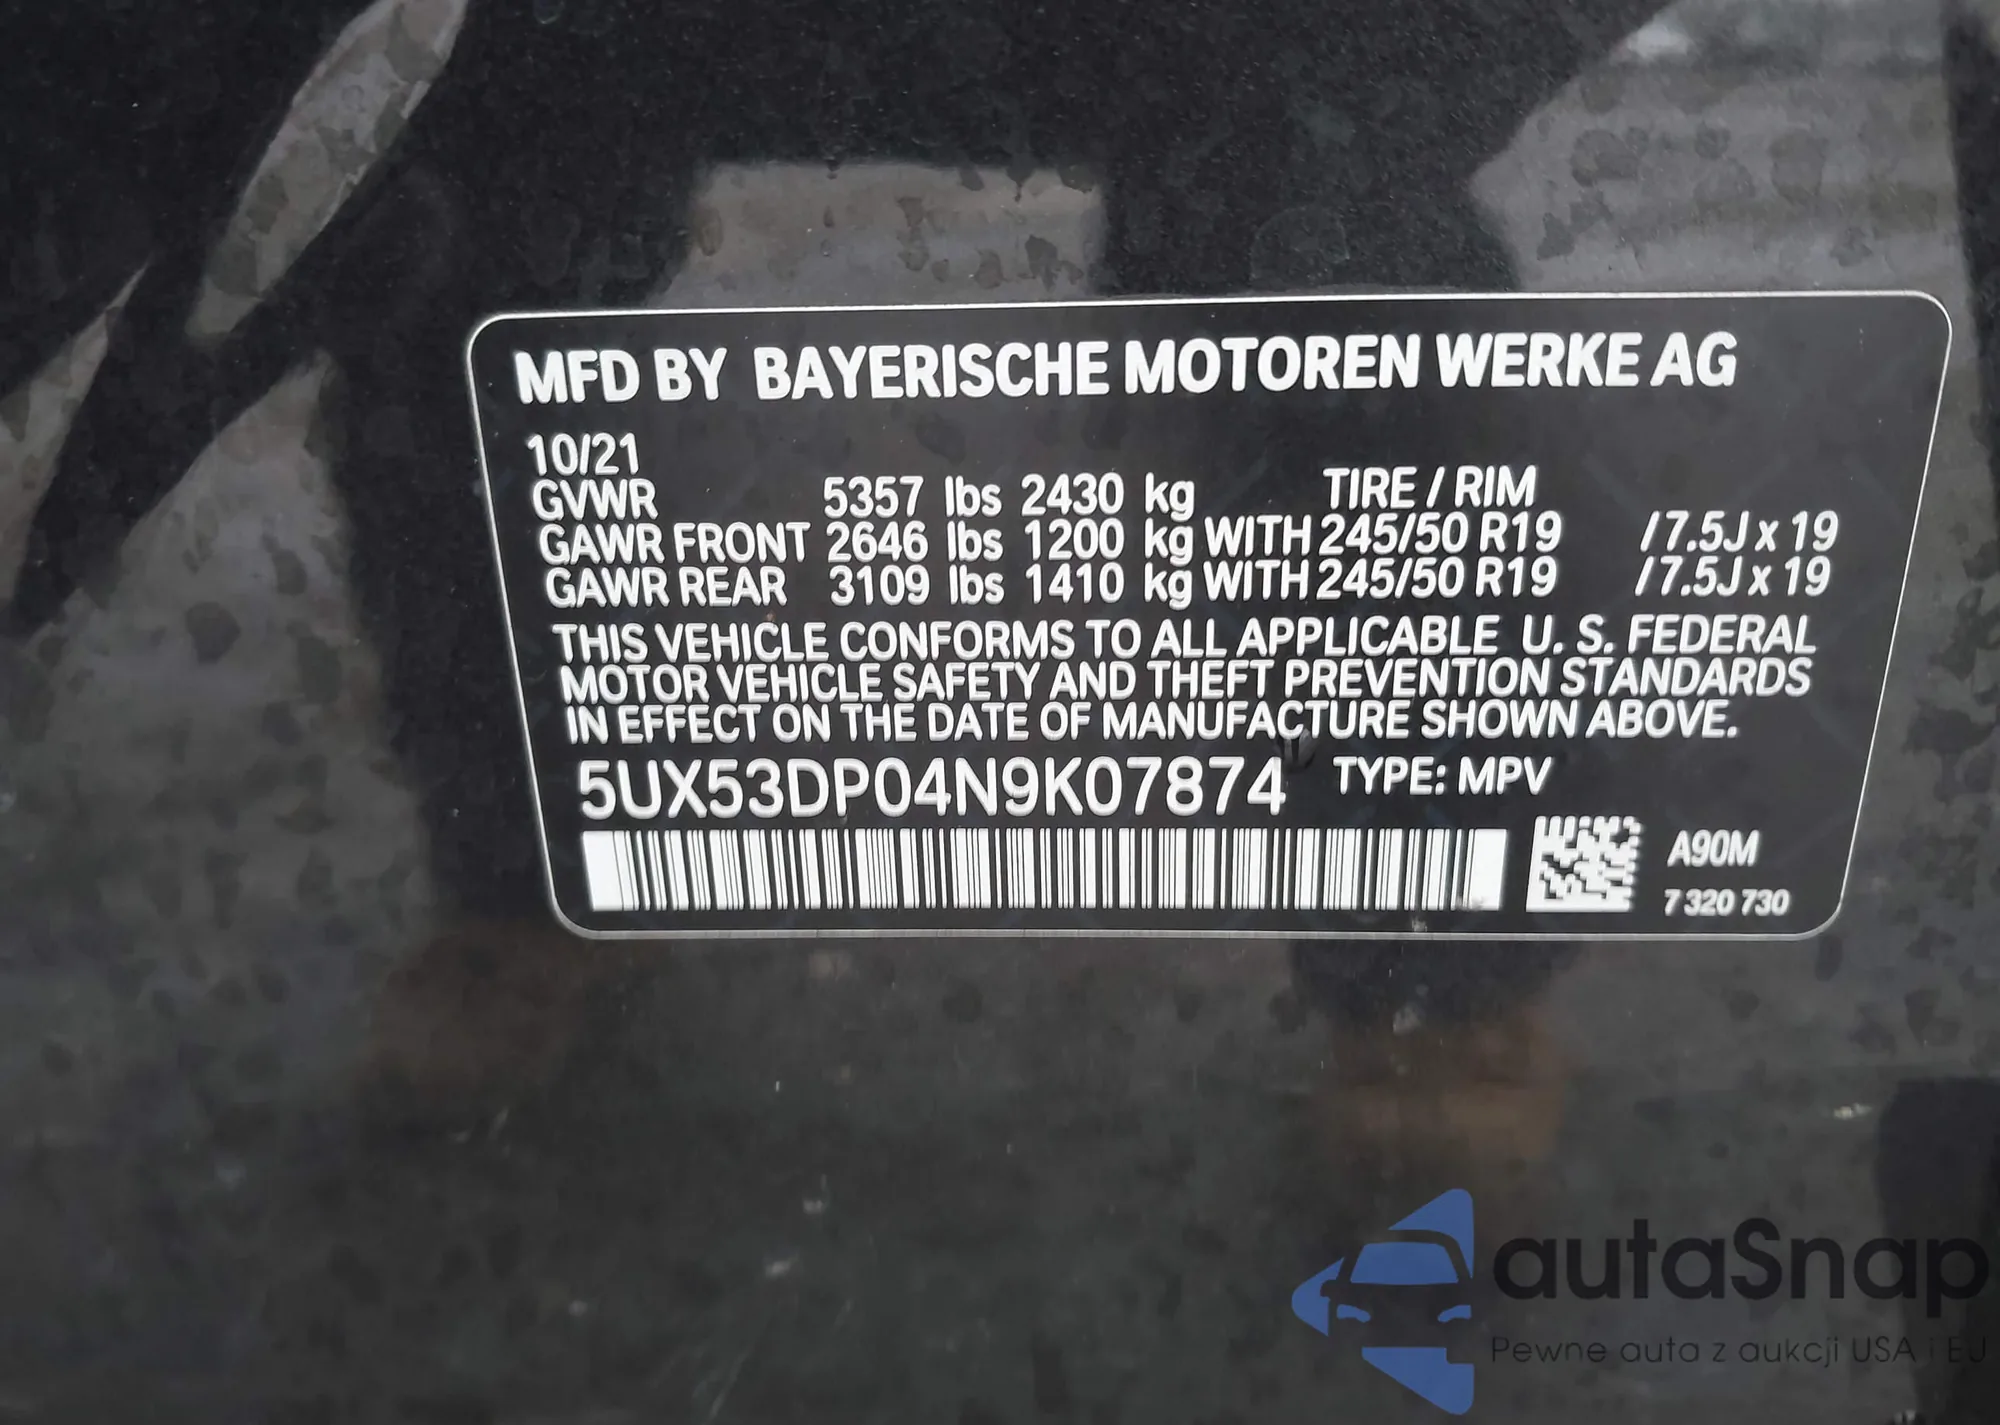 MFD BY BAYERISCHE MOTOREN WERKE AG
10/21
GVWR 5357 lbs 2430 kg TIRE / RIM
GAWR FRONT 2646 lbs 1200 kg WITH 245/50 R19 / 7.5J x 19
GAWR REAR 3109 lbs 1410 kg WITH 245/50 R19 / 7.5J x 19
THIS VEHICLE CONFORMS TO ALL APPLICABLE U. S. FEDERAL
MOTOR VEHICLE SAFETY AND THEFT PREVENTION STANDARDS
IN EFFECT ON THE DATE OF MANUFACTURE SHOWN ABOVE.
5UX53DP04N9K07874 TYPE: MPV
A90M
7 320 730
autaSnap
Pewne auta z aukcji USA i EU